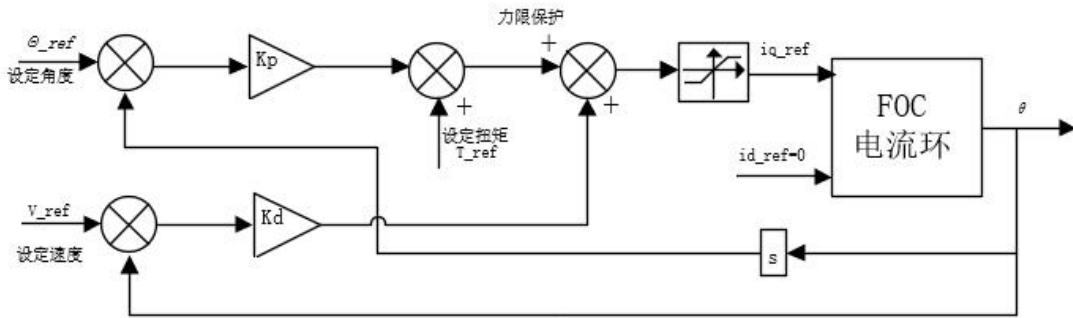 力限保护
Θ_ref
设定角度
Kp
+
+
+
+
设定扭矩
T_ref
iq_ref
FOC
电流环
θ
id_ref=0
V_ref
设定速度
Kd
s